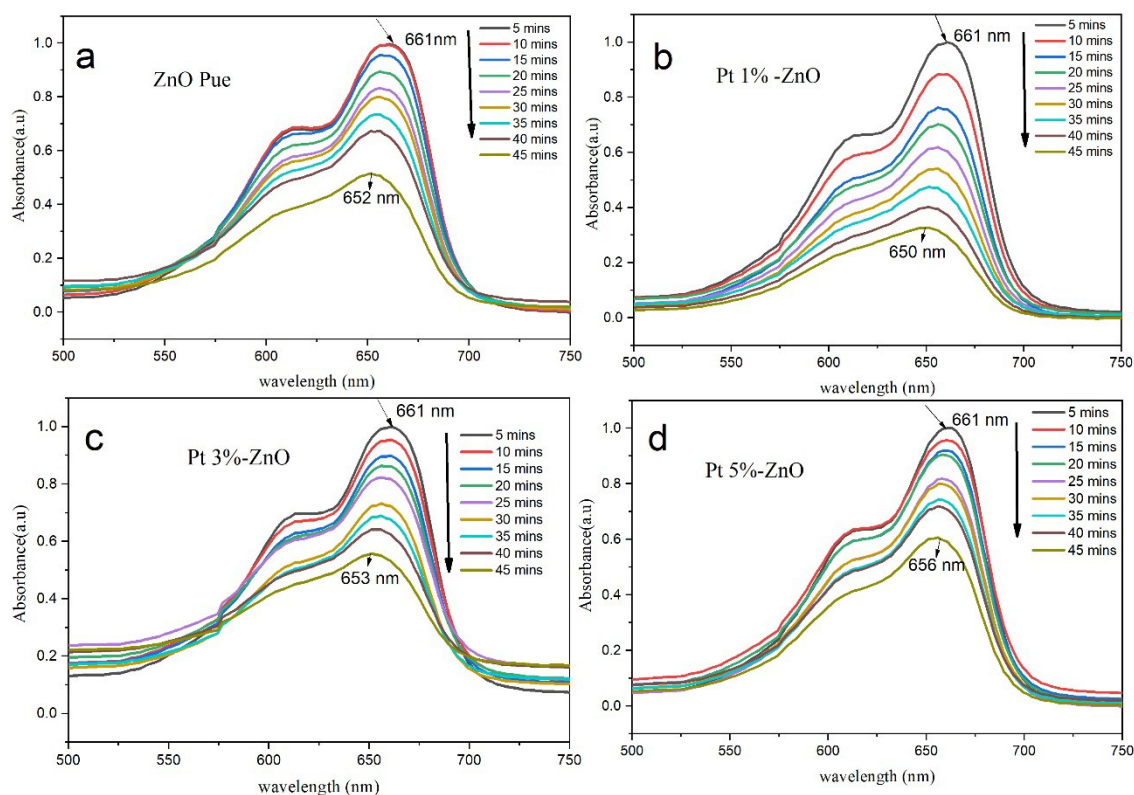 a
ZnO Pue
661nm
652 nm
5 mins
10 mins
15 mins
20 mins
25 mins
30 mins
35 mins
40 mins
45 mins
Absorbance(a.u)
1.0
0.8
0.6
0.4
0.2
0.0
500
550
600
650
700
750
wavelength (nm)
b
Pt 1% -ZnO
661 nm
650 nm
5 mins
10 mins
15 mins
20 mins
25 mins
30 mins
35 mins
40 mins
45 mins
Absorbance(a.u)
1.0
0.8
0.6
0.4
0.2
0.0
500
550
600
650
700
750
wavelength (nm)
c
Pt 3%-ZnO
661 nm
653 nm
5 mins
10 mins
15 mins
20 mins
25 mins
30 mins
35 mins
40 mins
45 mins
Absorbance(a.u)
1.0
0.8
0.6
0.4
0.2
0.0
500
550
600
650
700
750
wavelength (nm)
d
Pt 5%-ZnO
661 nm
656 nm
5 mins
10 mins
15 mins
20 mins
25 mins
30 mins
35 mins
40 mins
45 mins
Absorbance(a.u)
1.0
0.8
0.6
0.4
0.2
0.0
500
550
600
650
700
750
wavelength (nm)